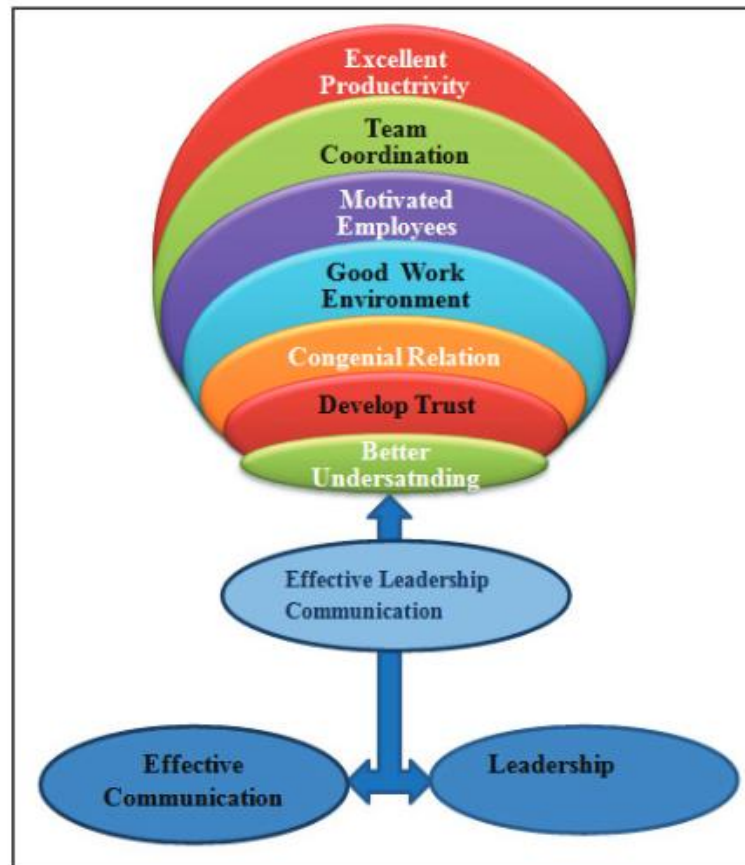 Excellent
Productrivity
Team
Coordination
Motivated
Employees
Good Work
Environment
Congenial Relation
Develop Trust
Better
Undersatnding
Effective Leadership
Communication
Effective
Communication
Leadership